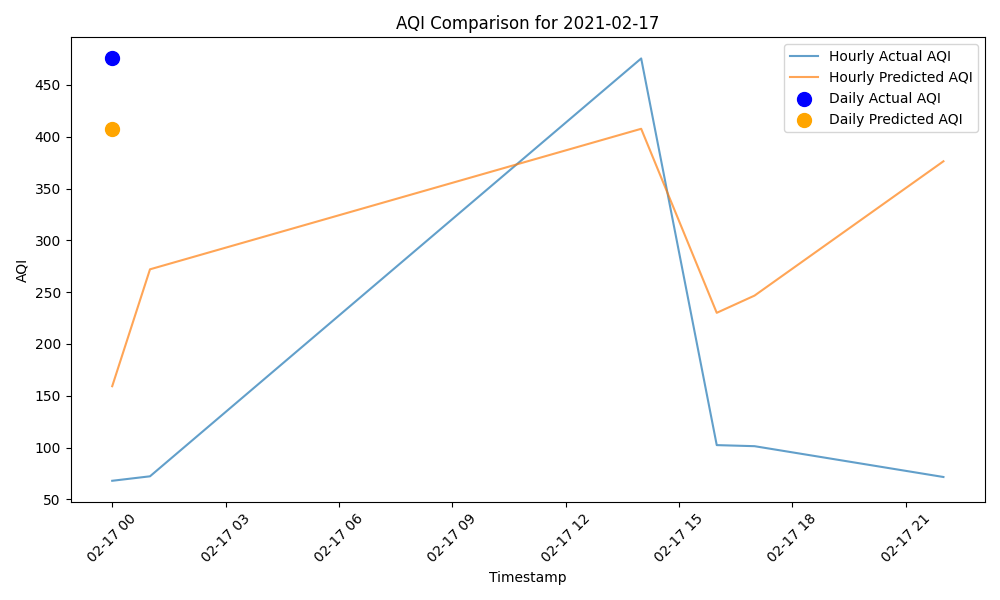 AQI Comparison for 2021-02-17
Hourly Actual AQI
Hourly Predicted AQI
Daily Actual AQI
Daily Predicted AQI
AQI
450
400
350
300
250
200
150
100
50
02-17 00
02-17 03
02-17 06
02-17 09
02-17 12
02-17 15
02-17 18
02-17 21
Timestamp